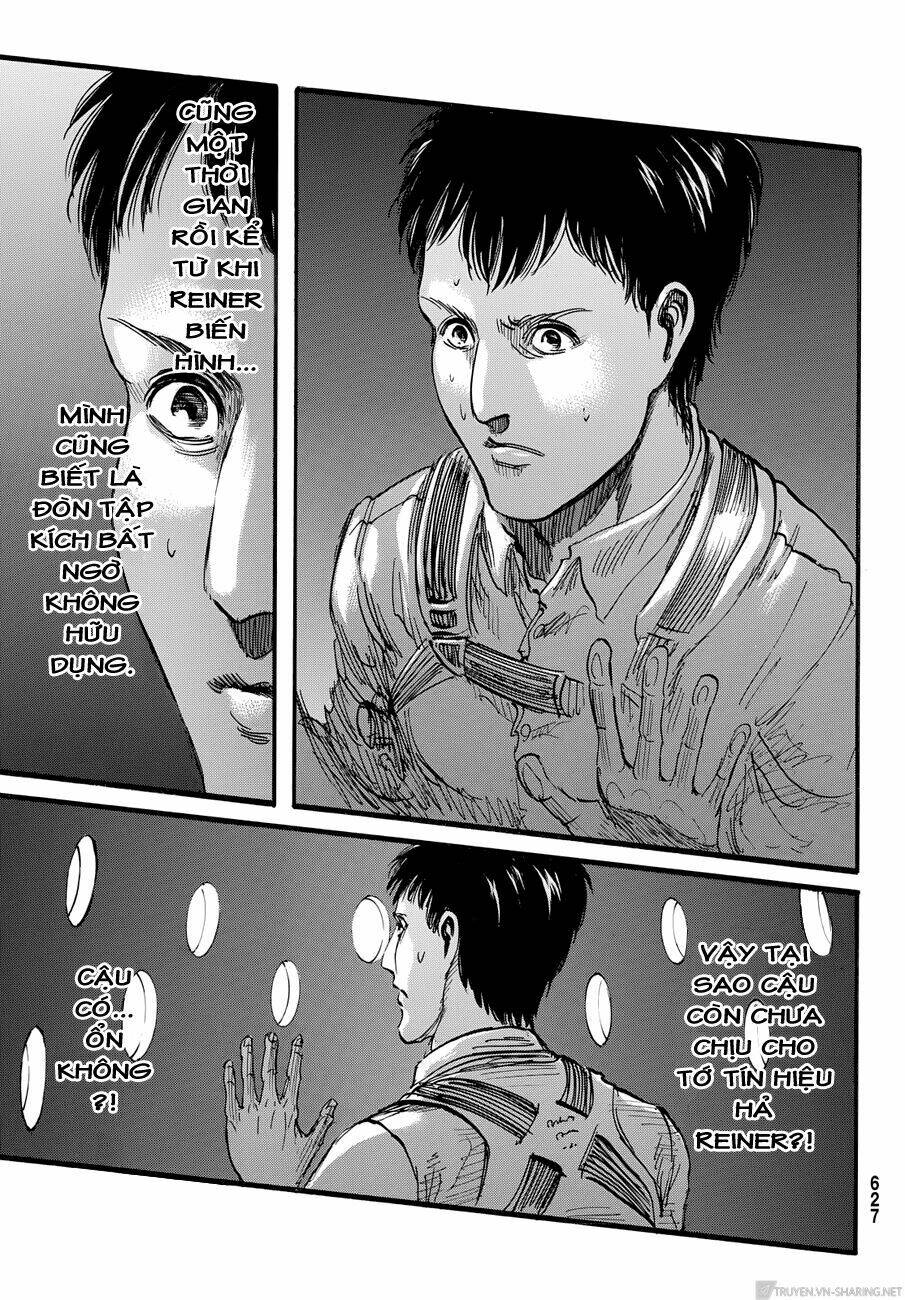 CŨNG
MỘT
THỜI
GIAN
RỒI KỂ
TỪ KHI
REINER
BIẾN
HÌNH...
MÌNH
CŨNG
BIẾT LÀ
ĐÒN TẬP
KÍCH BẤT
NGỜ
KHÔNG
HỮU
DỤNG.
VẬY TẠI
SAO CẬU
CÒN CHƯA
CHỊU CHO
TỚ TÍN HIỆU
HẢ
REINER?!
CẬU
CÓ...
ỔN
KHÔNG
?!
627
TRUYEN.VN-SHARING.NET